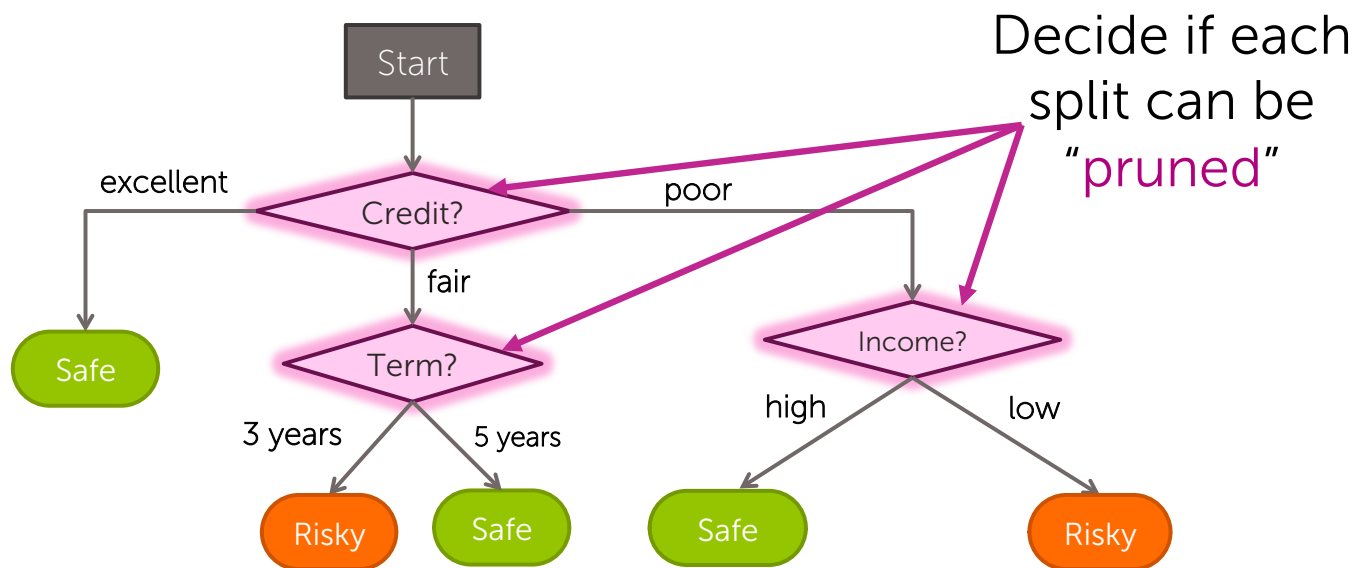 Decide if each
split can be
“pruned”
Start
excellent
Credit?
poor
fair
Safe
Term?
Income?
3 years
5 years
high
low
Risky
Safe
Safe
Risky